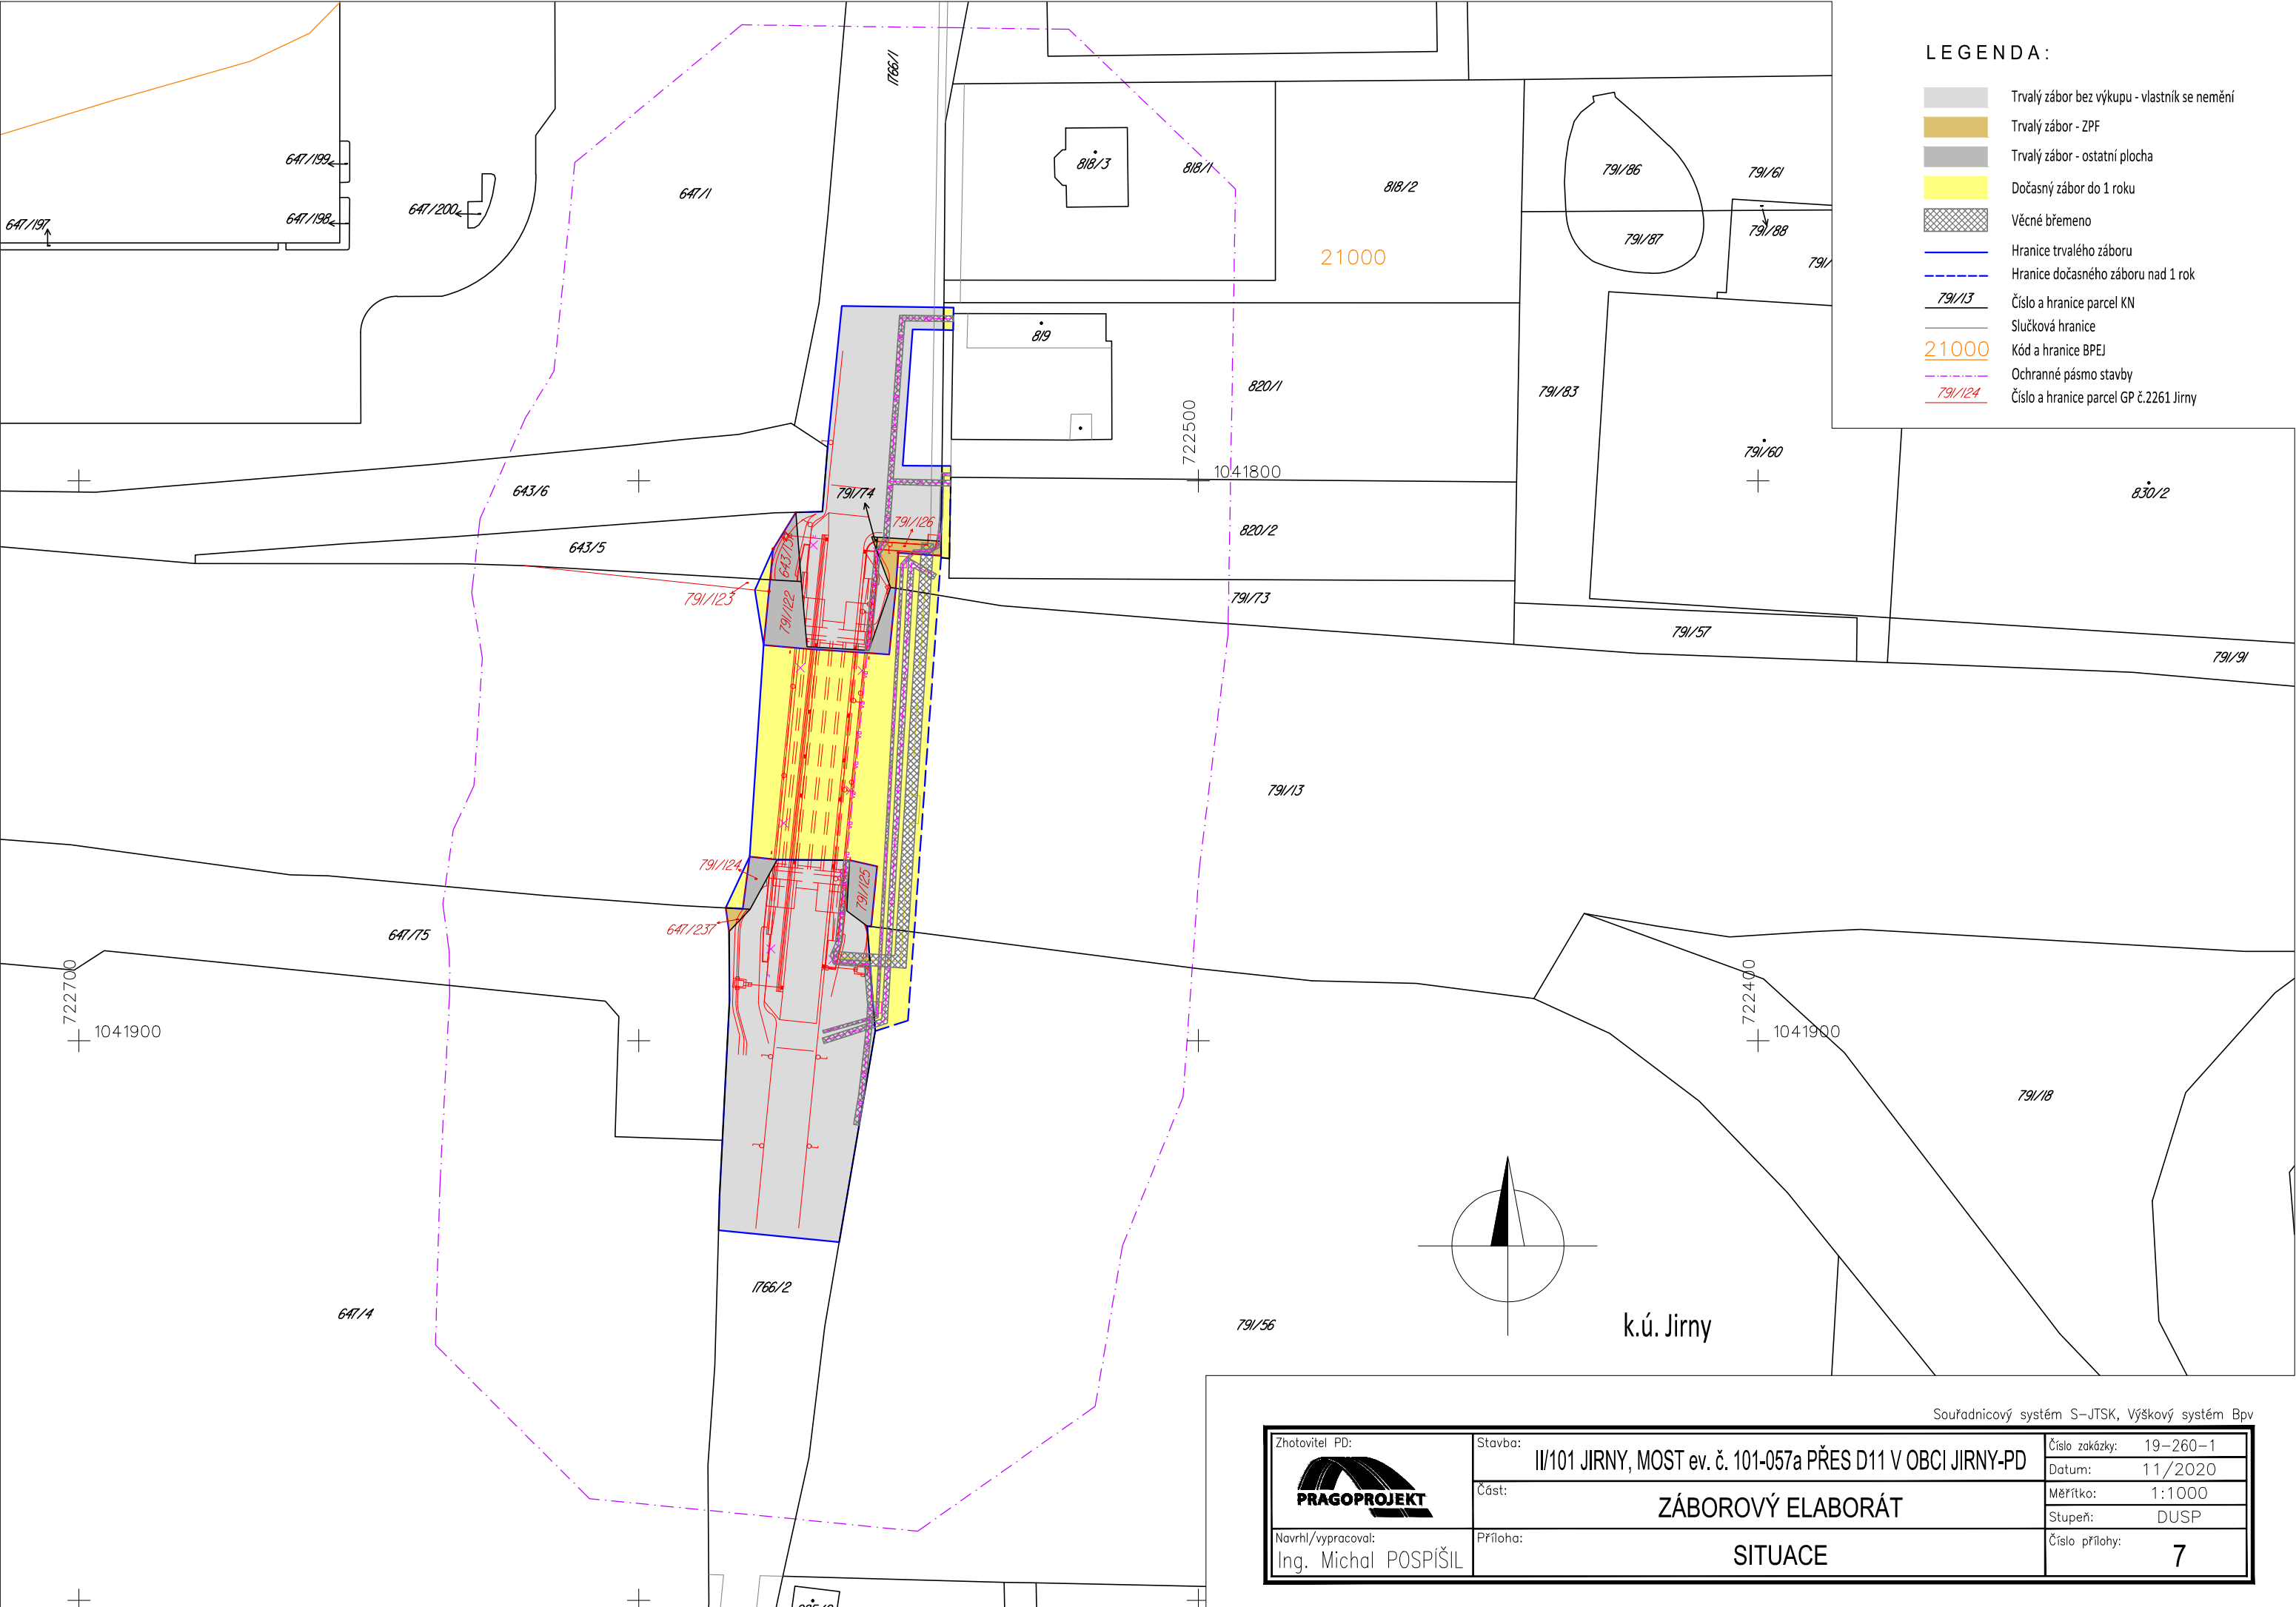 LEGENDA:
Trvalý zábor bez výkupu - vlastník se nemění
Trvalý zábor - ZPF
Trvalý zábor - ostatní plocha
Dočasný zábor do 1 roku
Věcné břemeno
Hranice trvalého záboru
Hranice dočasného záboru nad 1 rok
791/13 Číslo a hranice parcel KN
Slučková hranice
21000 Kód a hranice BPEJ
Ochranné pásmo stavby
791/124 Číslo a hranice parcel GP č.2261 Jirny
1766/1
647/199
647/198
647/197
647/200
647/1
818/3
818/1
818/2
21000
791/86
791/61
791/87
791/88
791/
819
820/1
791/83
722500
1041800
791/60
830/2
643/6
791/74
791/126
820/2
643/5
643/13
791/123
791/122
791/73
791/57
791/91
791/13
791/124
791/125
647/237
647/75
722700
1041900
722400
1041900
791/18
1766/2
647/4
791/56
k.ú. Jirny
Souřadnicový systém S-JTSK, Výškový systém Bpv
Zhotovitel PD:
PRAGOPROJEKT
Navrhl/vypracoval:
Ing. Michal POSPÍŠIL
Stavba:
II/101 JIRNY, MOST ev. č. 101-057a PŘES D11 V OBCI JIRNY-PD
Část:
ZÁBOROVÝ ELABORÁT
Příloha:
SITUACE
Číslo zakázky: 19-260-1
Datum: 11/2020
Měřítko: 1:1000
Stupeň: DUSP
Číslo přílohy: 7